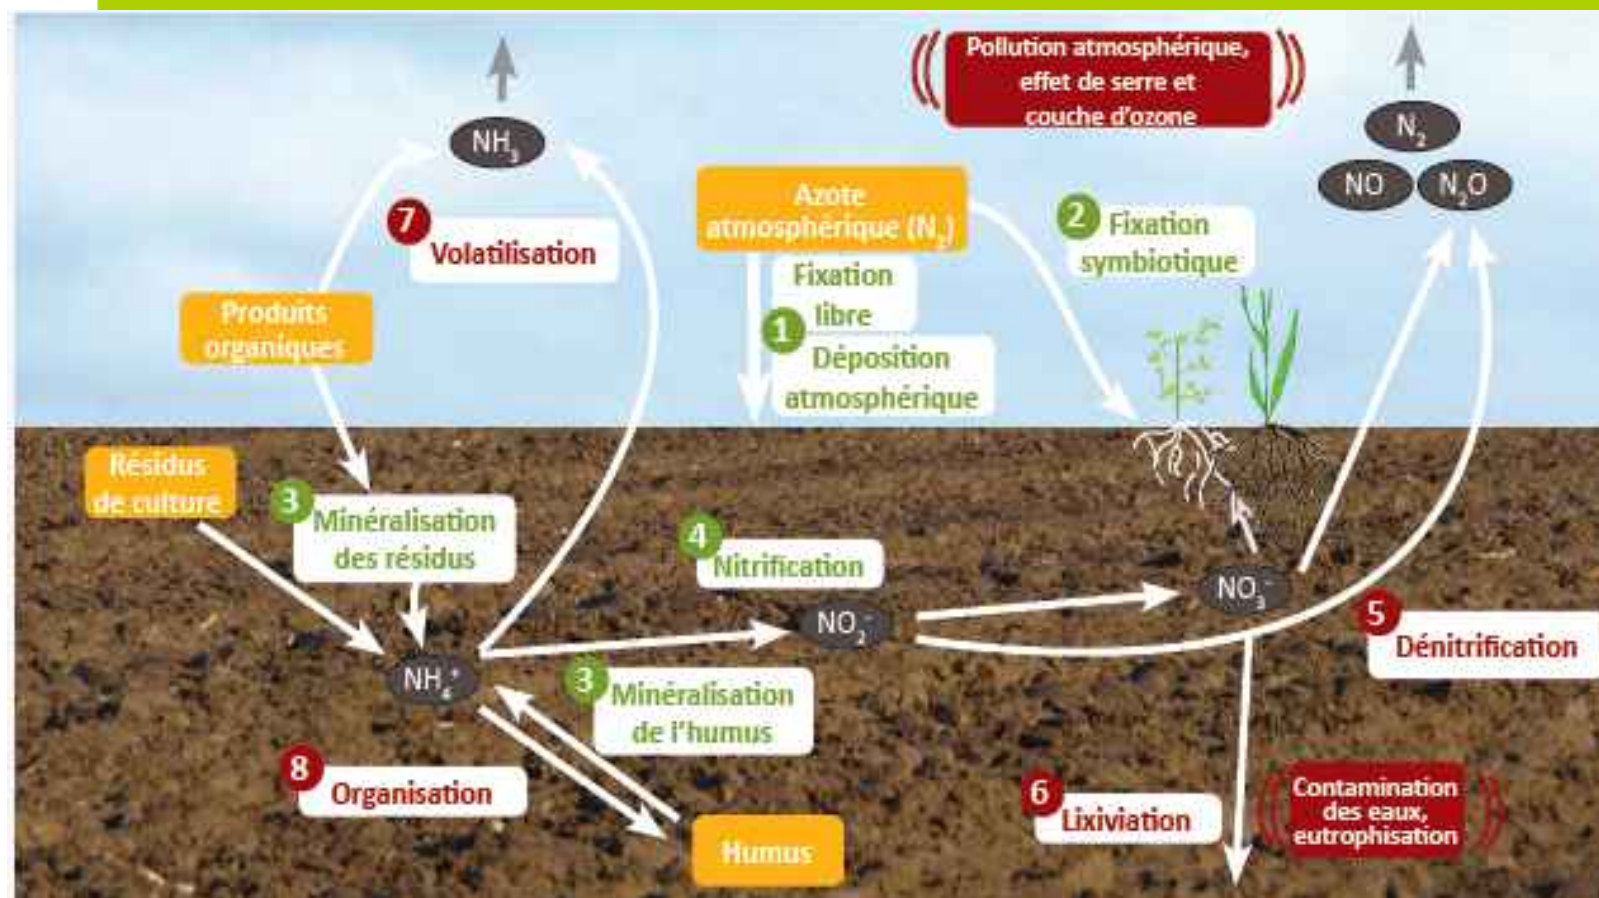 Pollution atmosphérique,
effet de serre et
couche d'ozone
N₂
NO
N₂O
NH₃
Azote
atmosphérique (N₂)
7
Volatilisation
2
Fixation
symbiotique
Fixation
libre
1
Déposition
atmosphérique
Produits
organiques
Résidus
de culture
3
Minéralisation
des résidus
4
Nitrification
NO₃⁻
NO₂⁻
5
Dénitrification
NH₄⁺
3
Minéralisation
de l'humus
8
Organisation
Humus
6
Lixiviation
Contamination
des eaux,
eutrophisation